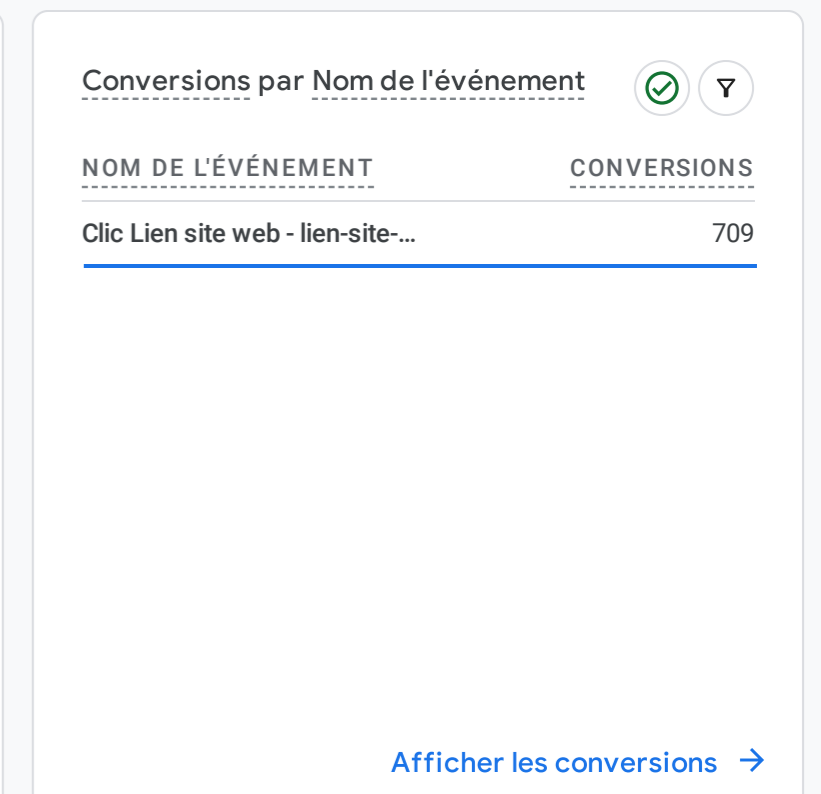 Conversions par Nom de l'événement
NOM DE L'ÉVÉNEMENT CONVERSIONS
Clic Lien site web - lien-site-... 709
Afficher les conversions